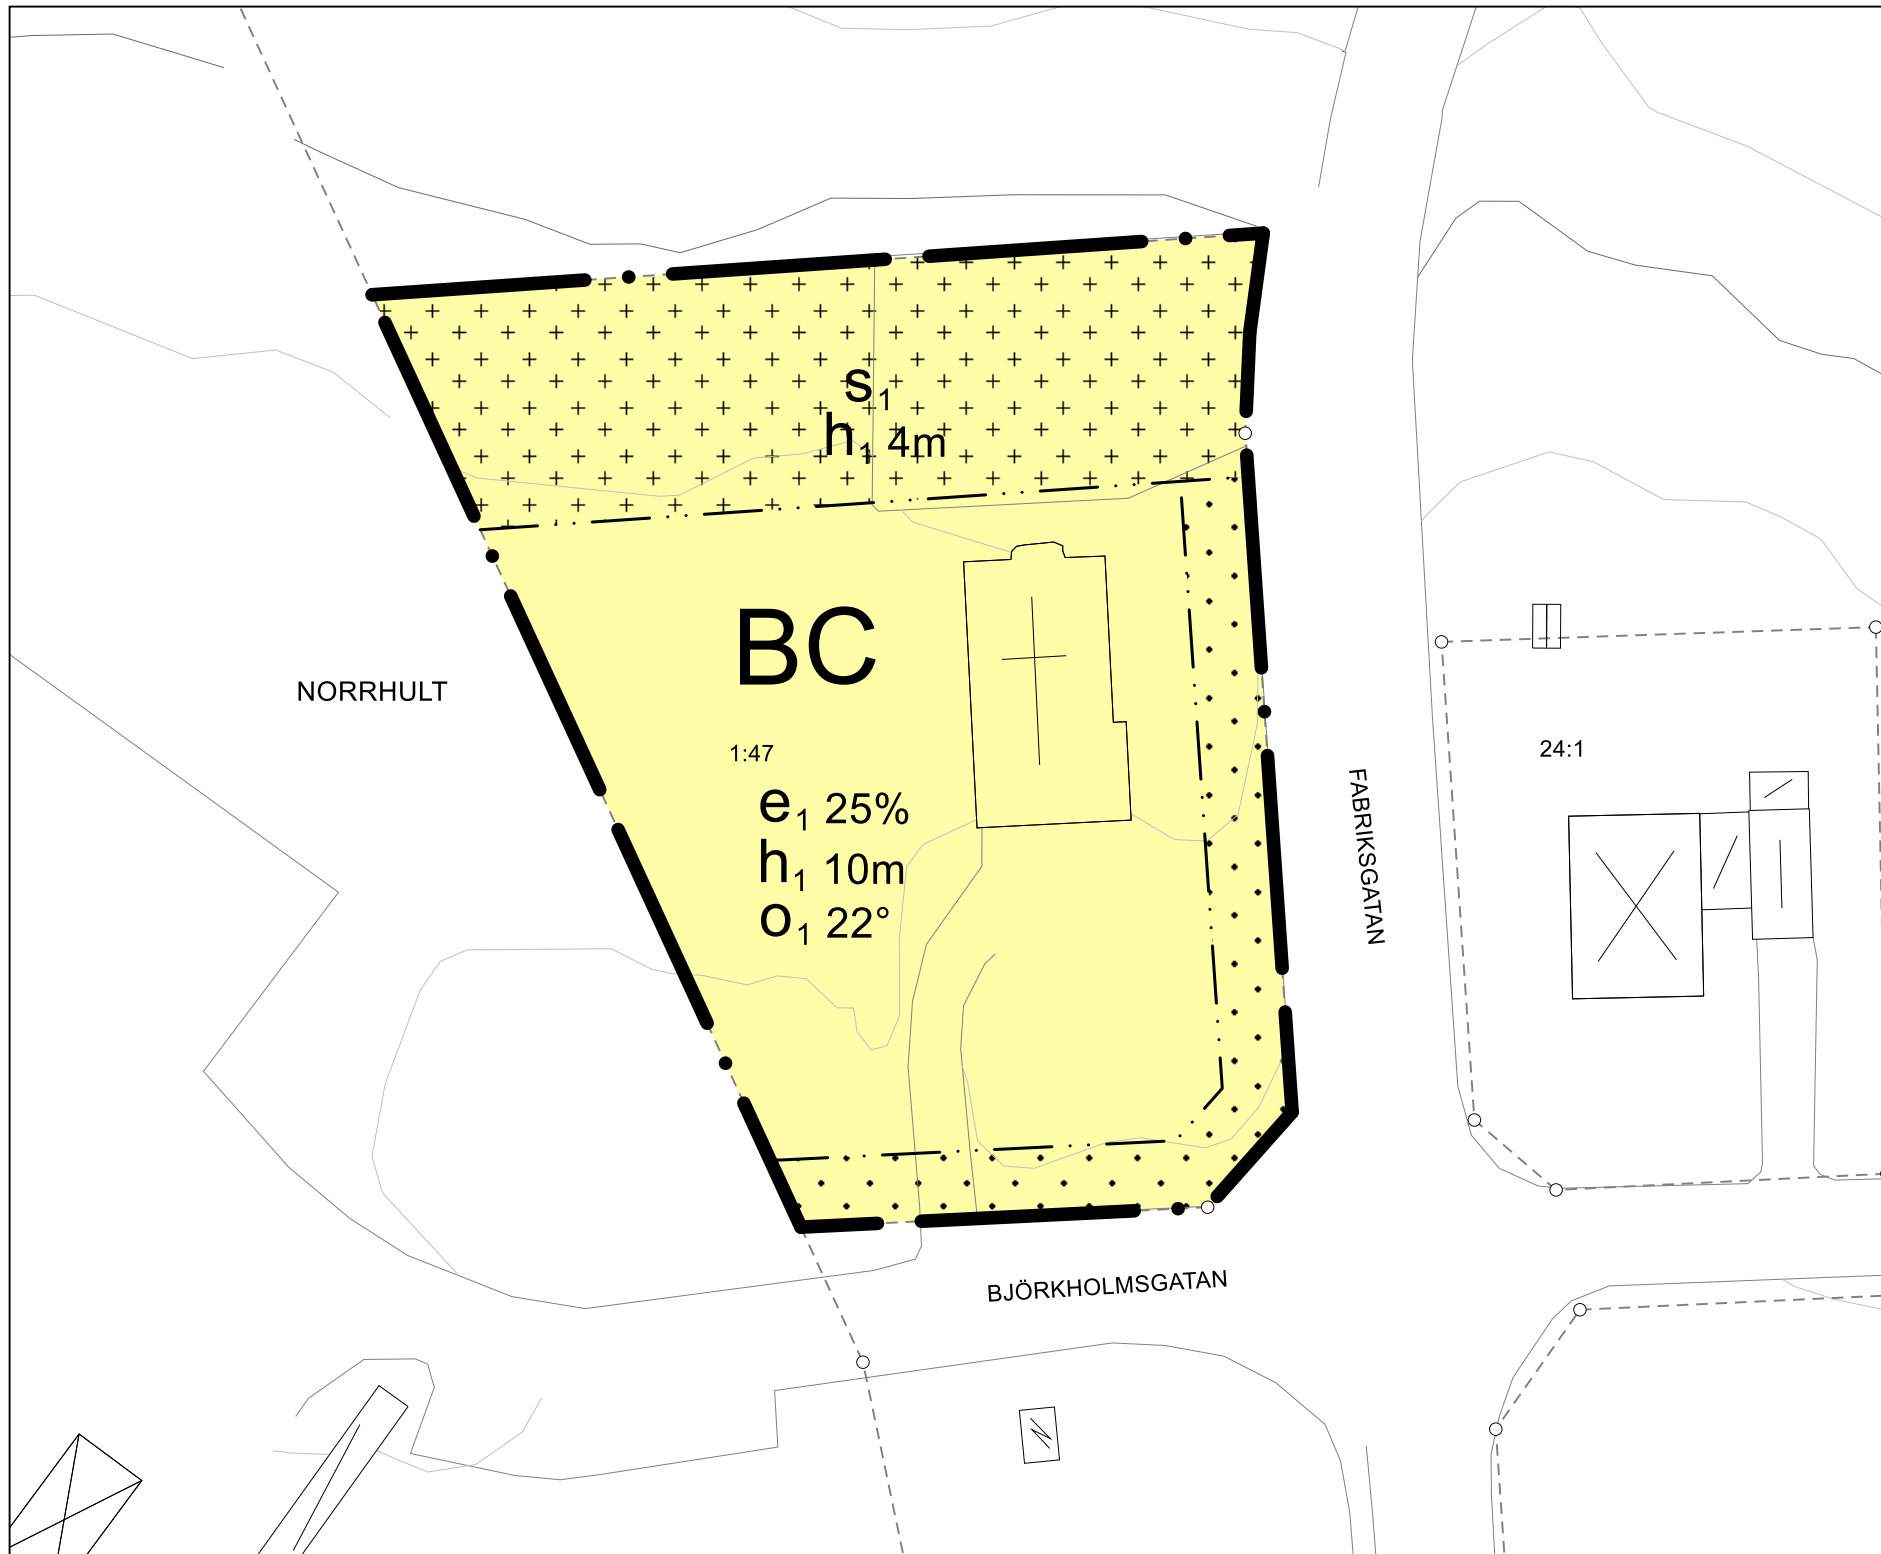 s1
h1 4m
BC
NORRHULT
1:47
24:1
e1 25%
h1 10m
o1 22°
FABRIKSGATAN
BJÖRKHOLMSGATAN